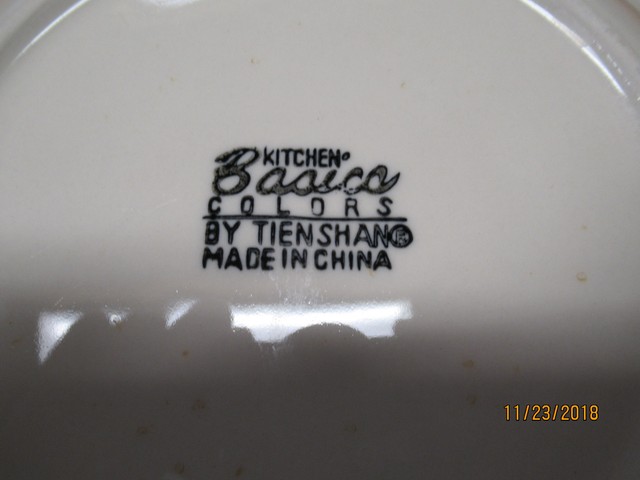 KITCHEN®
Basics
COLORS
BY TIENSHAN®
MADE IN CHINA
11/23/2018